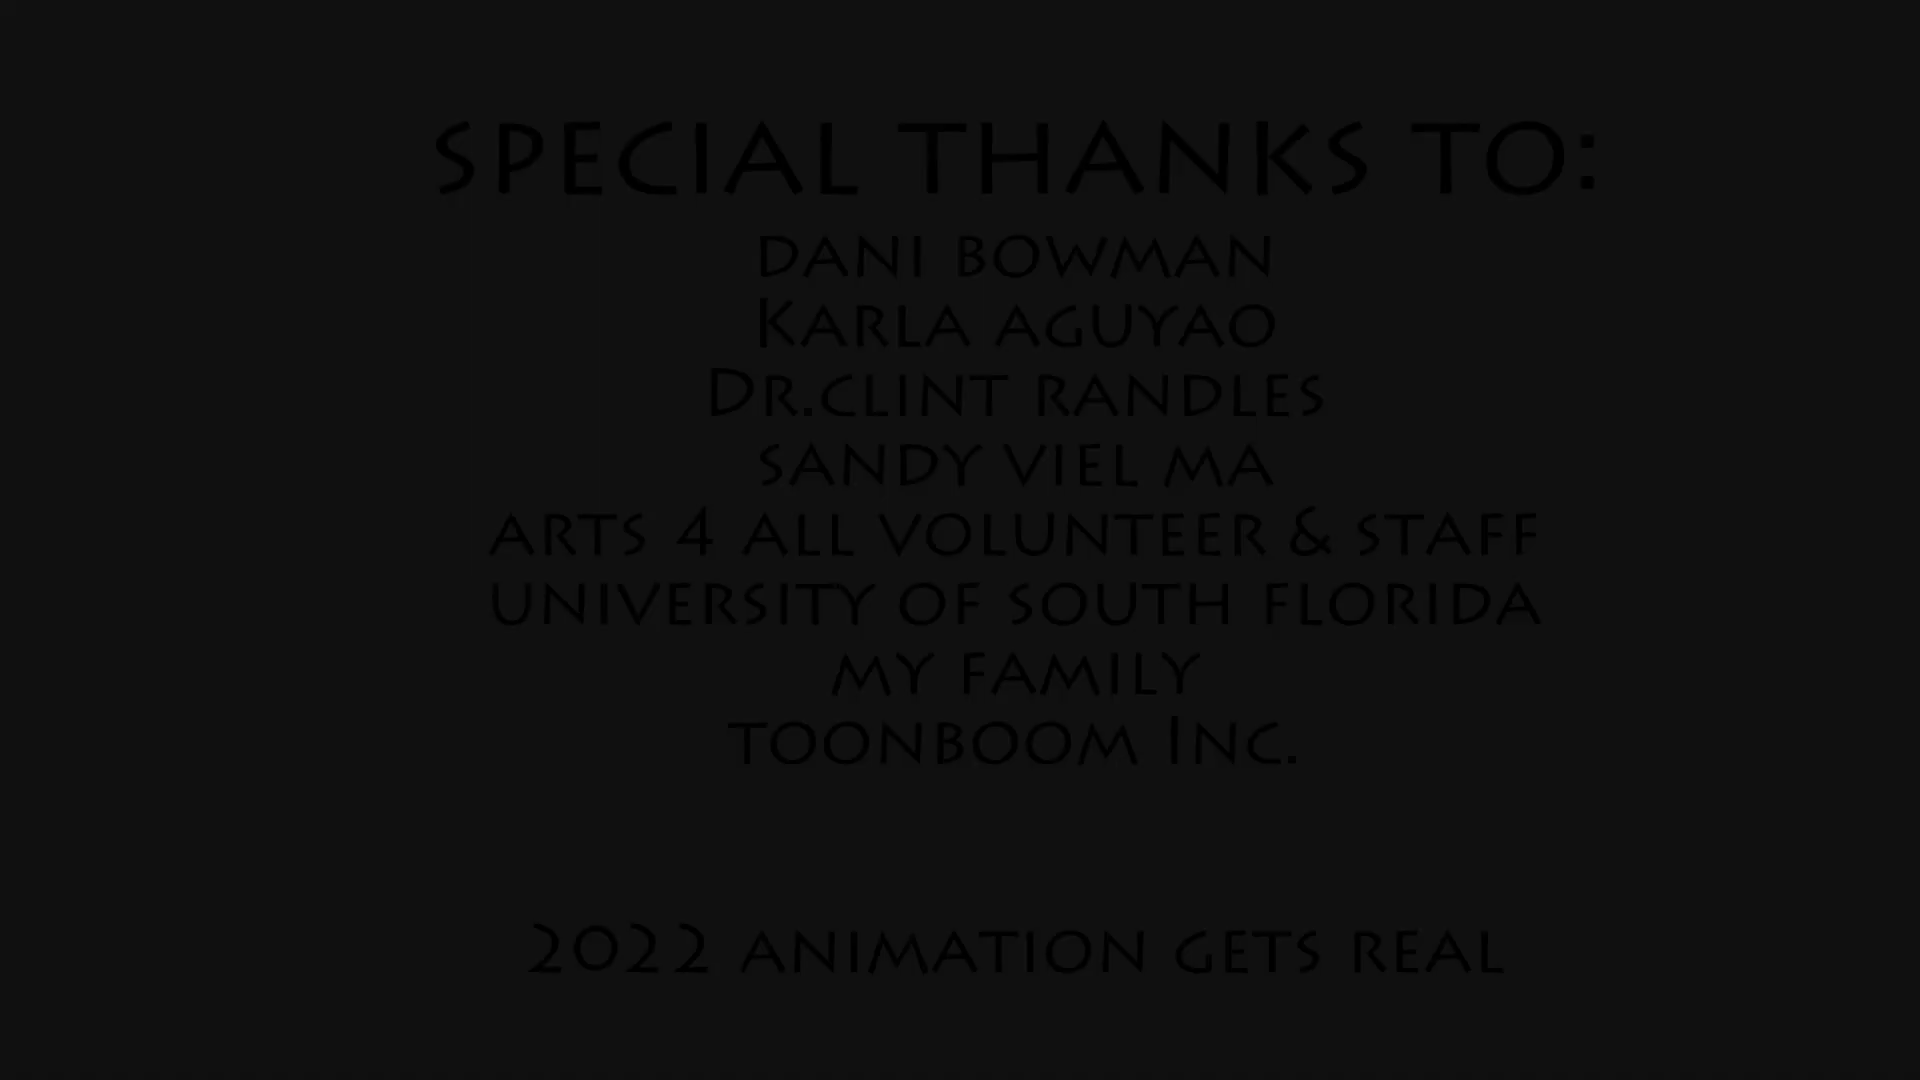 SPECIAL THANKS TO:
DANI BOWMAN
KARLA AGUYAO
DR.CLINT RANDLES
SANDY VIEL MA
ARTS 4 ALL VOLUNTEER & STAFF
UNIVERSITY OF SOUTH FLORIDA
MY FAMILY
TOONBOOM INC.
2022 ANIMATION GETS REAL